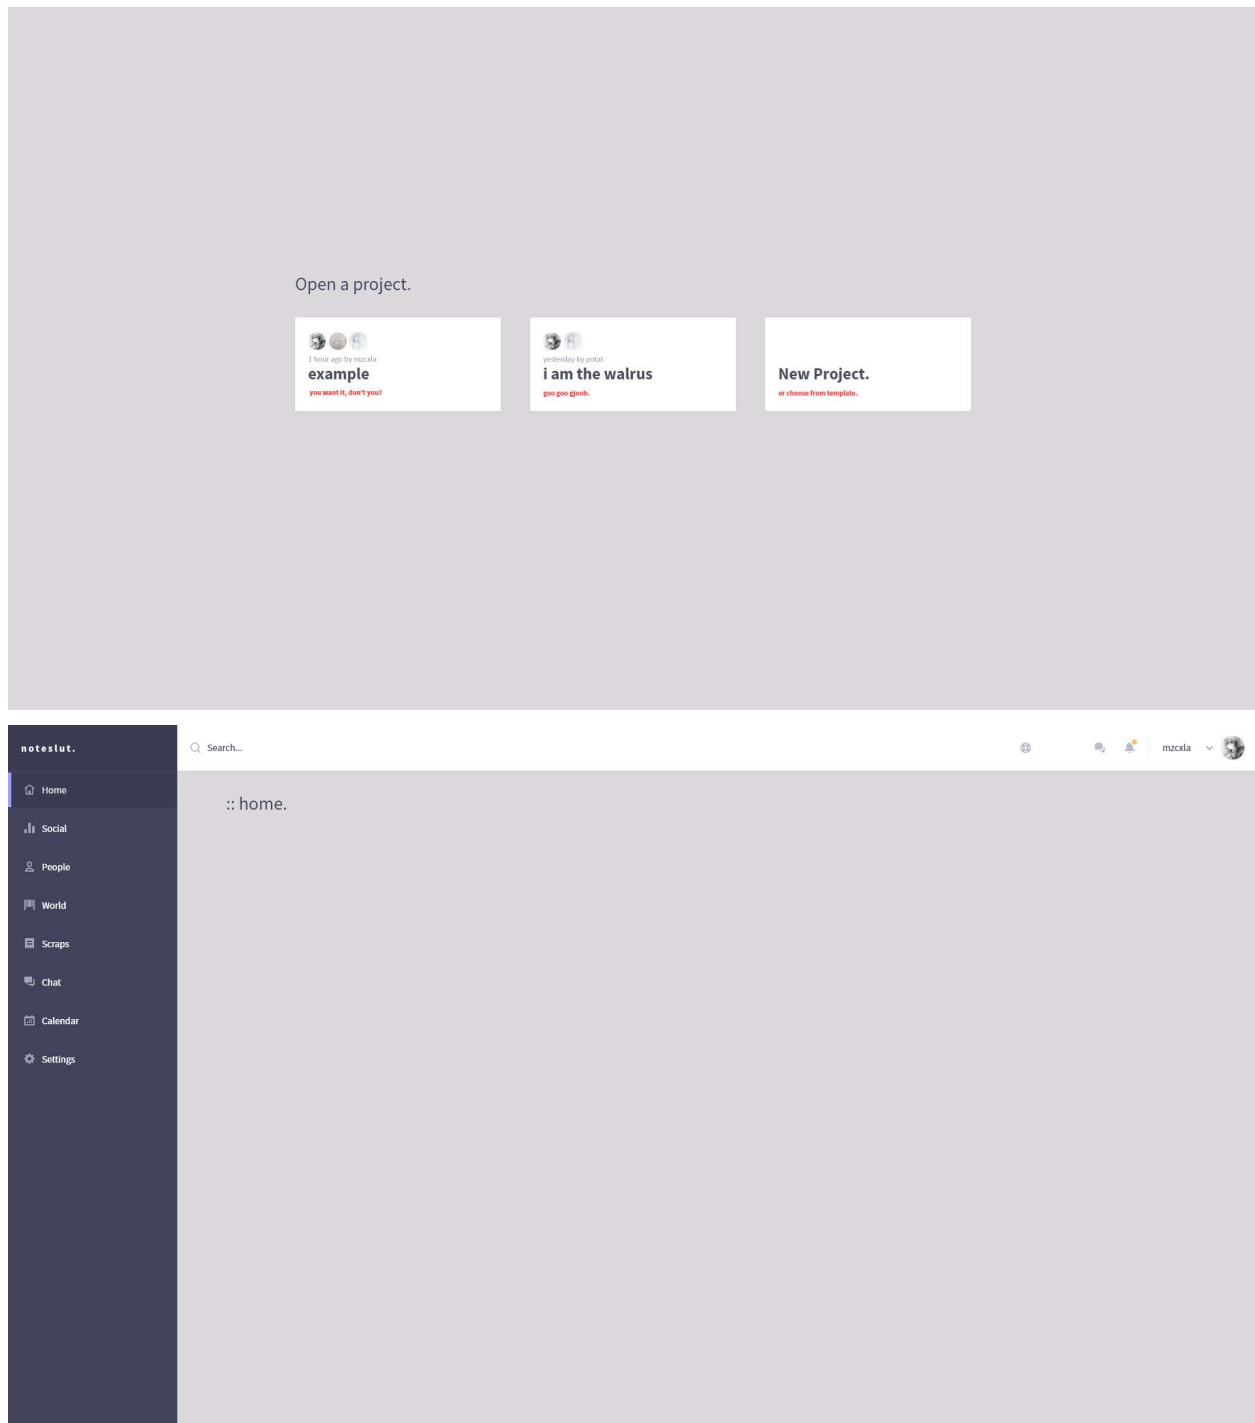 Open a project.
1 hour ago by mzcxla
example
you want it, don't you?
yesterday by potat
i am the walrus
goo goo gjoob.
New Project.
or choose from template.
noteslut.
Search...
mzcxla
Home
:: home.
Social
People
World
Scraps
Chat
Calendar
Settings